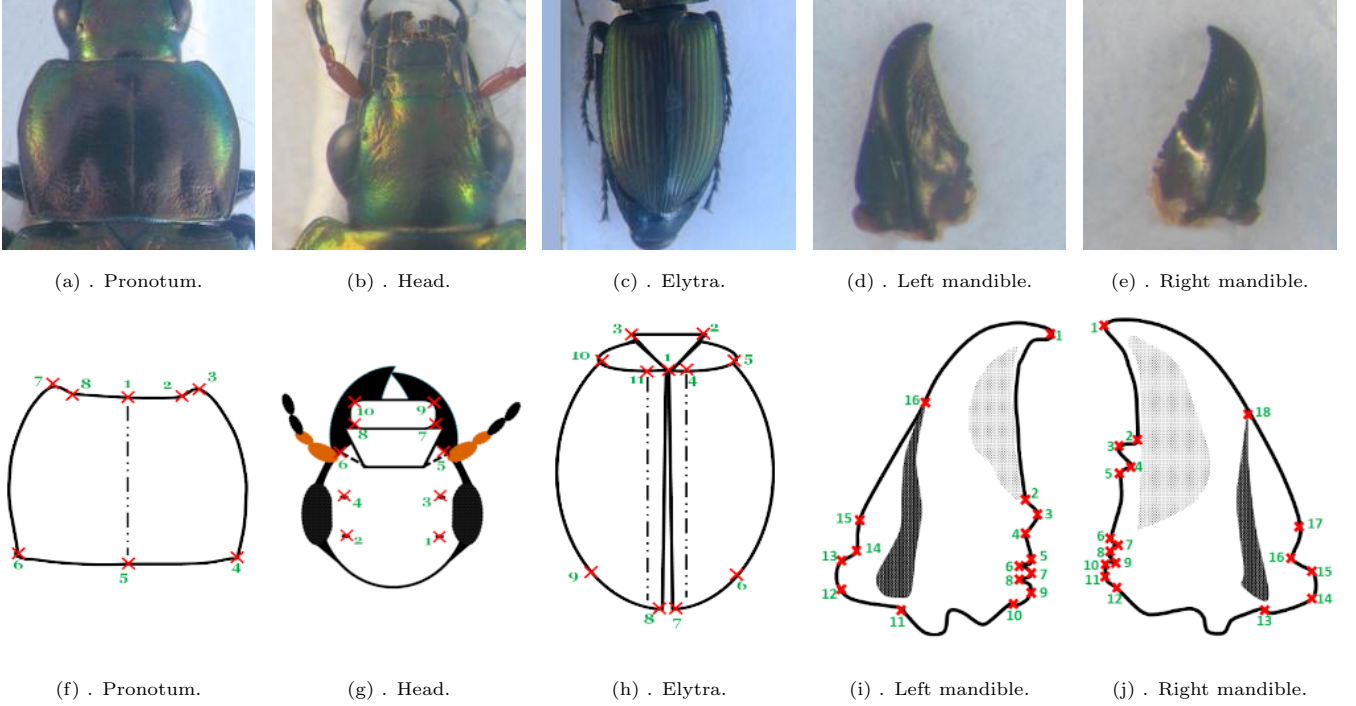 (a) . Pronotum.
(b) . Head.
(c) . Elytra.
(d) . Left mandible.
(e) . Right mandible.
7 8 1 2 3
6 5 4
10 9
8 7
6 5
4 3
2 1
3 2
10 1 5
11 4
9 6
8 7
1
16
2
3
15 4
14 5
13 6 7
8
12 9
10
11
1
18
3 2
4
5
17
6 7
8 16
10 9 15
11
12 14
13
(f) . Pronotum.
(g) . Head.
(h) . Elytra.
(i) . Left mandible.
(j) . Right mandible.